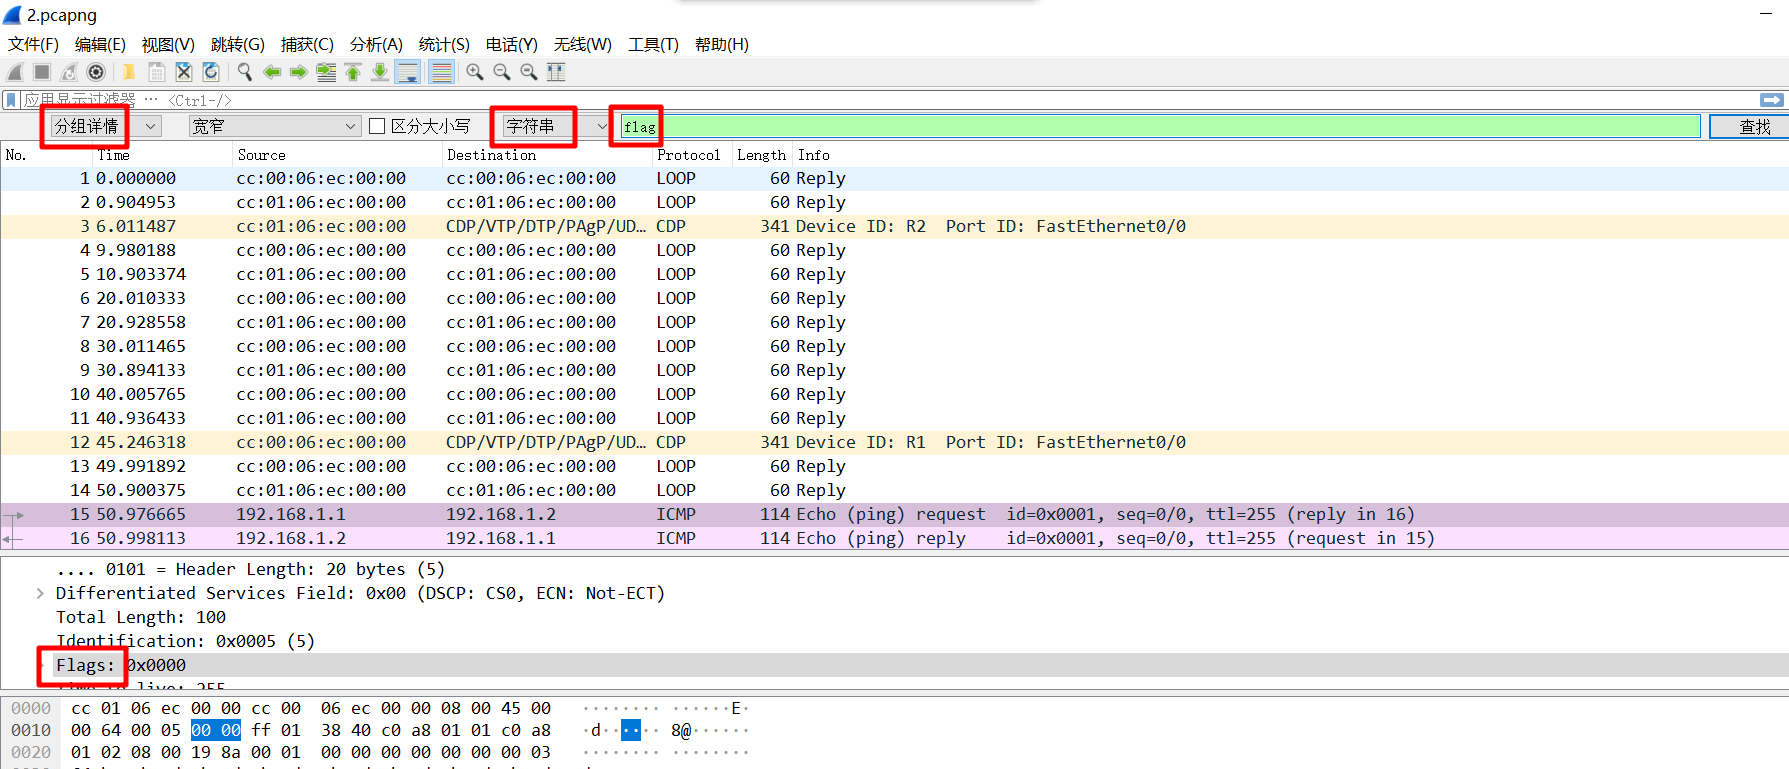 2.pcapng
文件(F) 编辑(E) 视图(V) 跳转(G) 捕获(C) 分析(A) 统计(S) 电话(Y) 无线(W) 工具(T) 帮助(H)
应用显示过滤器 … <Ctrl-/>
分组详情 宽窄 区分大小写 字符串 flag 查找
No. Time Source Destination Protocol Length Info
1 0.000000 cc:00:06:ec:00:00 cc:00:06:ec:00:00 LOOP 60 Reply
2 0.904953 cc:01:06:ec:00:00 cc:01:06:ec:00:00 LOOP 60 Reply
3 6.011487 cc:01:06:ec:00:00 CDP/VTP/DTP/PAgP/UD… CDP 341 Device ID: R2 Port ID: FastEthernet0/0
4 9.980188 cc:00:06:ec:00:00 cc:00:06:ec:00:00 LOOP 60 Reply
5 10.903374 cc:01:06:ec:00:00 cc:01:06:ec:00:00 LOOP 60 Reply
6 20.010333 cc:00:06:ec:00:00 cc:00:06:ec:00:00 LOOP 60 Reply
7 20.928558 cc:01:06:ec:00:00 cc:01:06:ec:00:00 LOOP 60 Reply
8 30.011465 cc:00:06:ec:00:00 cc:00:06:ec:00:00 LOOP 60 Reply
9 30.894133 cc:01:06:ec:00:00 cc:01:06:ec:00:00 LOOP 60 Reply
10 40.005765 cc:00:06:ec:00:00 cc:00:06:ec:00:00 LOOP 60 Reply
11 40.936433 cc:01:06:ec:00:00 cc:01:06:ec:00:00 LOOP 60 Reply
12 45.246318 cc:00:06:ec:00:00 CDP/VTP/DTP/PAgP/UD… CDP 341 Device ID: R1 Port ID: FastEthernet0/0
13 49.991892 cc:00:06:ec:00:00 cc:00:06:ec:00:00 LOOP 60 Reply
14 50.900375 cc:01:06:ec:00:00 cc:01:06:ec:00:00 LOOP 60 Reply
15 50.976665 192.168.1.1 192.168.1.2 ICMP 114 Echo (ping) request id=0x0001, seq=0/0, ttl=255 (reply in 16)
16 50.998113 192.168.1.2 192.168.1.1 ICMP 114 Echo (ping) reply id=0x0001, seq=0/0, ttl=255 (request in 15)
.... 0101 = Header Length: 20 bytes (5)
Differentiated Services Field: 0x00 (DSCP: CS0, ECN: Not-ECT)
Total Length: 100
Identification: 0x0005 (5)
Flags: 0x0000
Time to live: 255
0000 cc 01 06 ec 00 00 cc 00 06 ec 00 00 08 00 45 00 ········ ······E·
0010 00 64 00 05 00 00 ff 01 38 40 c0 a8 01 01 c0 a8 ·d······ 8@······
0020 01 02 08 00 19 8a 00 01 00 00 00 00 00 00 00 03 ········ ········